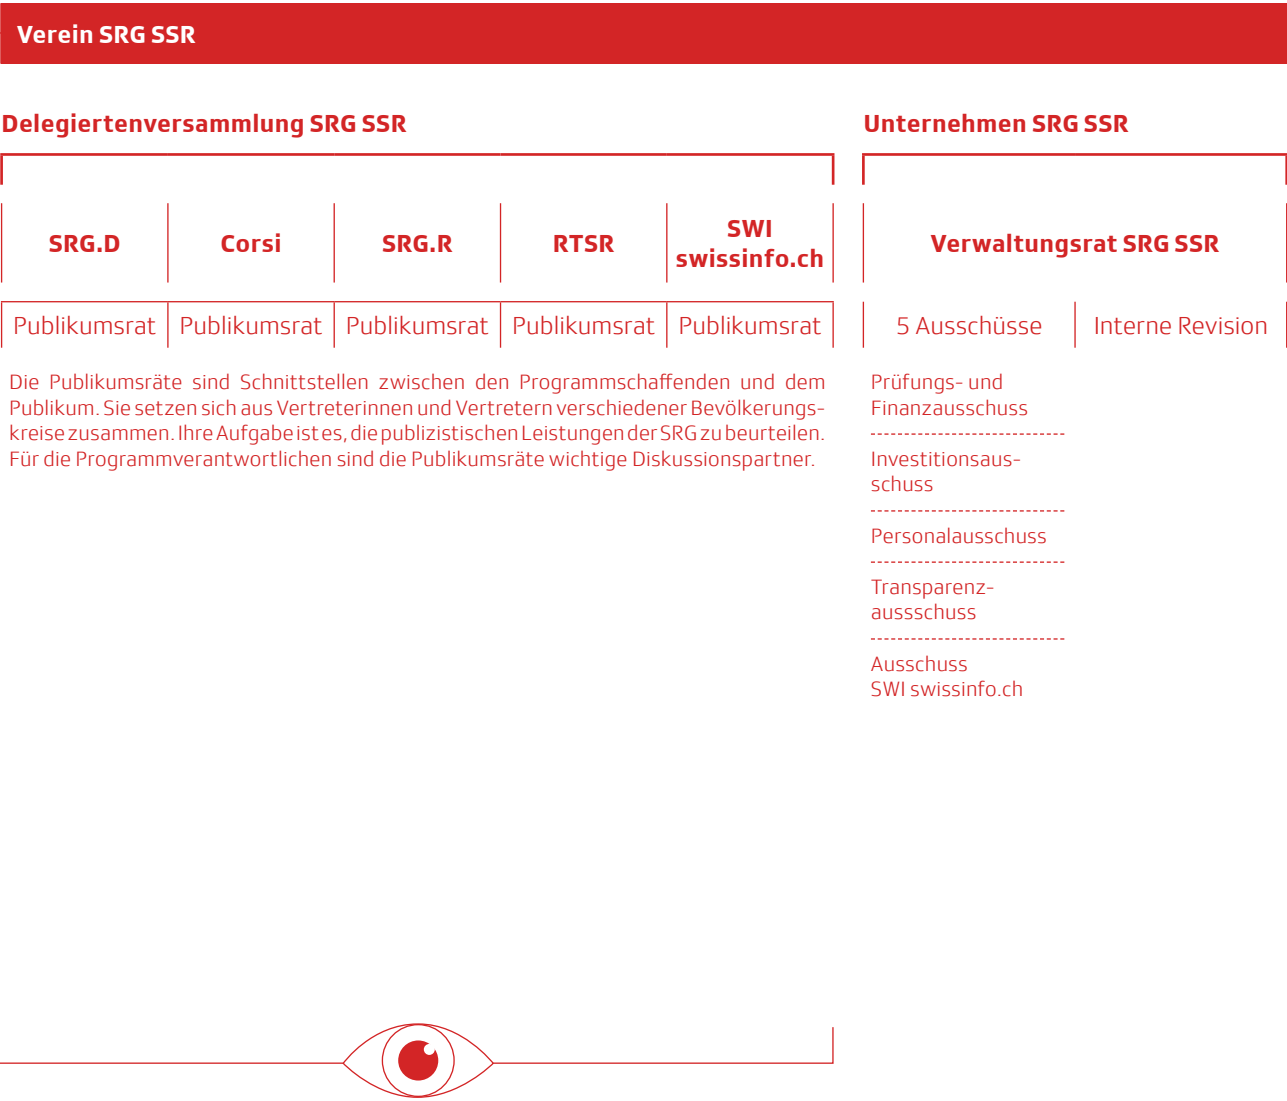 Verein SRG SSR
Delegiertenversammlung SRG SSR
SRG.D
Corsi
SRG.R
RTSR
SWI
swissinfo.ch
Publikumsrat
Publikumsrat
Publikumsrat
Publikumsrat
Publikumsrat
Die Publikumsräte sind Schnittstellen zwischen den Programmschaffenden und dem
Publikum. Sie setzen sich aus Vertreterinnen und Vertretern verschiedener Bevölkerungs-
kreise zusammen. Ihre Aufgabe ist es, die publizistischen Leistungen der SRG zu beurteilen.
Für die Programmverantwortlichen sind die Publikumsräte wichtige Diskussionspartner.
Unternehmen SRG SSR
Verwaltungsrat SRG SSR
5 Ausschüsse
Interne Revision
Prüfungs- und
Finanzausschuss
Investitionsaus-
schuss
Personalausschuss
Transparenz-
aussschuss
Ausschuss
SWI swissinfo.ch